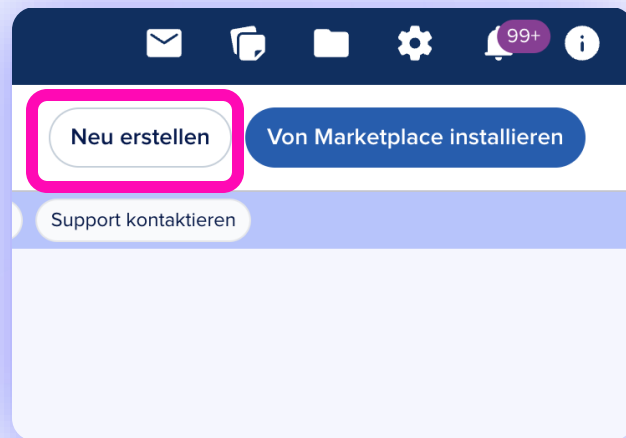 99+
Neu erstellen
Von Marketplace installieren
Support kontaktieren